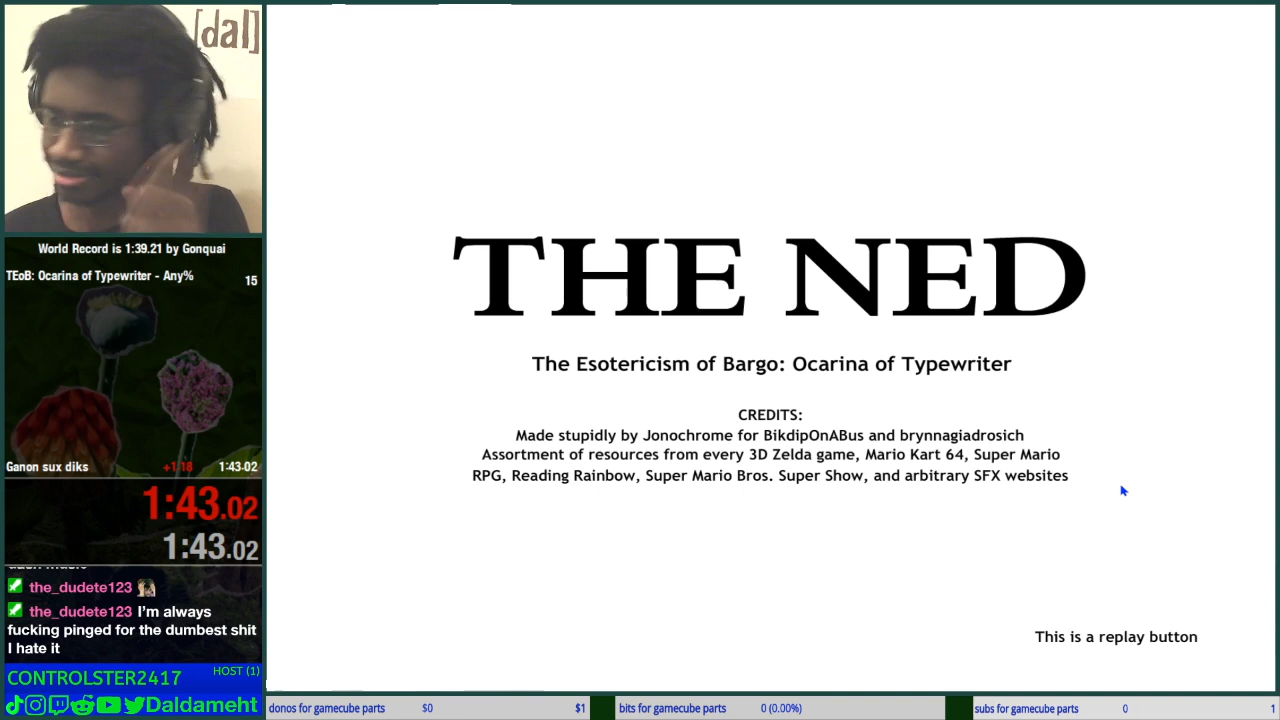 [dal]
World Record is 1:39.21 by Gonquai
TEoB: Ocarina of Typewriter - Any%
15
Ganon sux diks +1.18 1:43.02
1:43.02
1:43.02
the_dudete123
the_dudete123 I'm always
fucking pinged for the dumbest shit
I hate it
CONTROLSTER2417 HOST (1)
Daldameht
THE NED
The Esotericism of Bargo: Ocarina of Typewriter
CREDITS:
Made stupidly by Jonochrome for BikdipOnABus and brynnagiadrosich
Assortment of resources from every 3D Zelda game, Mario Kart 64, Super Mario
RPG, Reading Rainbow, Super Mario Bros. Super Show, and arbitrary SFX websites
This is a replay button
donos for gamecube parts $0 $1
bits for gamecube parts 0 (0.00%)
subs for gamecube parts 0 1